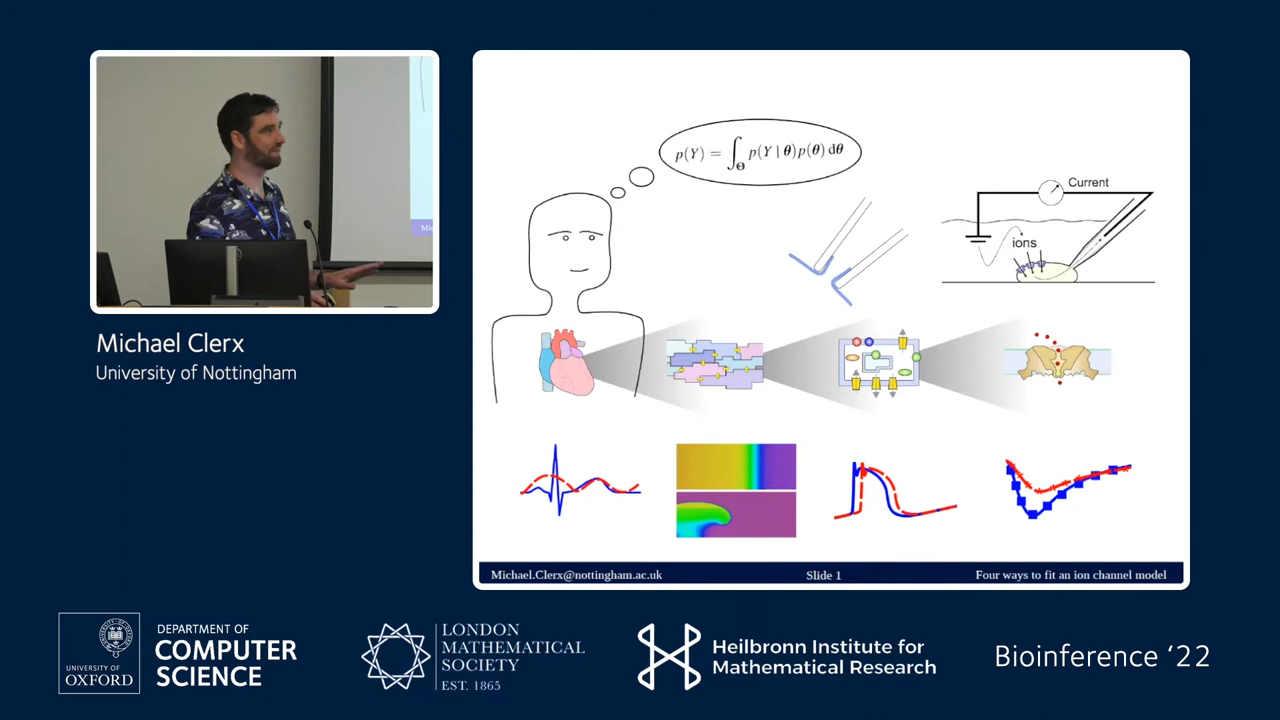 Michael Clerx
University of Nottingham
p(Y) = ∫Θ p(Y | θ)p(θ) dθ
Current
ions
Michael.Clerx@nottingham.ac.uk
Slide 1
Four ways to fit an ion channel model
UNIVERSITY OF
OXFORD
DEPARTMENT OF
COMPUTER
SCIENCE
LONDON
MATHEMATICAL
SOCIETY
EST. 1865
Heilbronn Institute for
Mathematical Research
Bioinference ‘22